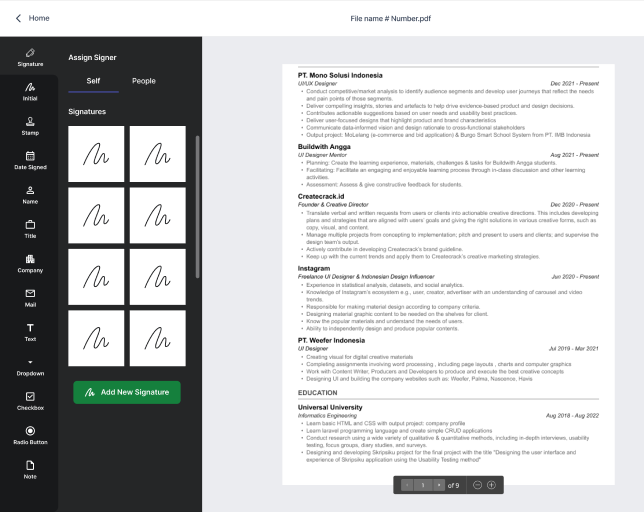 Home
File name # Number.pdf
Signature
Initial
Stamp
Date Signed
Name
Title
Company
Mail
Text
Dropdown
Checkbox
Radio Button
Note
Assign Signer
Self
People
Signatures
Add New Signature
PT. Mono Solusi Indonesia
UI/UX Designer Dec 2021 - Present
• Conduct competitive/market analysis to identify audience segments and develop user journeys that reflect the needs
and pain points of those segments.
• Deliver compelling insights, stories and artefacts to help drive evidence-based product and design decisions.
• Contributes actionable suggestions based on user needs and usability best practices.
• Deliver user-focused designs that highlight product and brand characteristics
• Communicate data-informed vision and design rationale to cross-functional stakeholders
• Output project: McLelang (e-commerce and bid application) & Burgo Smart School System from PT. IMB Indonesia
Buildwith Angga
UI Designer Mentor Aug 2021 - Present
• Planning: Create the learning experience, materials, challenges & tasks for Buildwith Angga students.
• Facilitating: Facilitate an engaging and enjoyable learning process through in-class discussion and other learning
activities.
• Assessment: Assess & give constructive feedback for students.
Createcrack.id
Founder & Creative Director Dec 2020 - Present
• Translate verbal and written requests from users or clients into actionable creative directions. This includes developing
plans and strategies that are aligned with users' goals and giving the right solutions in various creative forms, such as
copy, visual, and content.
• Manage multiple projects from concepting to implementation; pitch and present to users and clients; and supervise the
design team's output.
• Actively contribute in developing Createcrack's brand guideline.
• Keep up with the current trends and apply them to Createcrack's creative marketing strategies.
Instagram
Freelance UI Designer & Indonesian Design Influencer Jun 2020 - Present
• Experience in statistical analysis, datasets, and social analytics.
• Knowledge of Instagram's ecosystem e.g., user, creator, advertiser with an understanding of carousel and video
trends.
• Responsible for making material design according to company criteria.
• Designing material graphic content to be needed on the shelves for client.
• Know the popular materials and understand the needs of users.
• Ability to independently design and produce popular contents.
PT. Weefer Indonesia
UI Designer Jul 2019 - Mar 2021
• Creating visual for digital creative materials
• Completing assignments involving word processing , including page layouts , charts and computer graphics
• Work with Content Writer, Producers and Developers to produce and execute the best creative concepts
• Designing UI and building the company websites such as: Weefer, Palma, Nascomor, Havis
EDUCATION
Universal University
Informatics Engineering Aug 2018 - Aug 2022
• Learn basic HTML and CSS with output project: company profile
• Learn laravel programming language and create simple CRUD applications
• Conduct research using a wide variety of qualitative & quantitative methods, including in-depth interviews, usability
testing, focus groups, diary studies, and surveys.
• Designing and developing Skripsiku project for the final project with the title "Designing the user interface and
experience of Skripsiku application using the Usability Testing method"
1 of 9